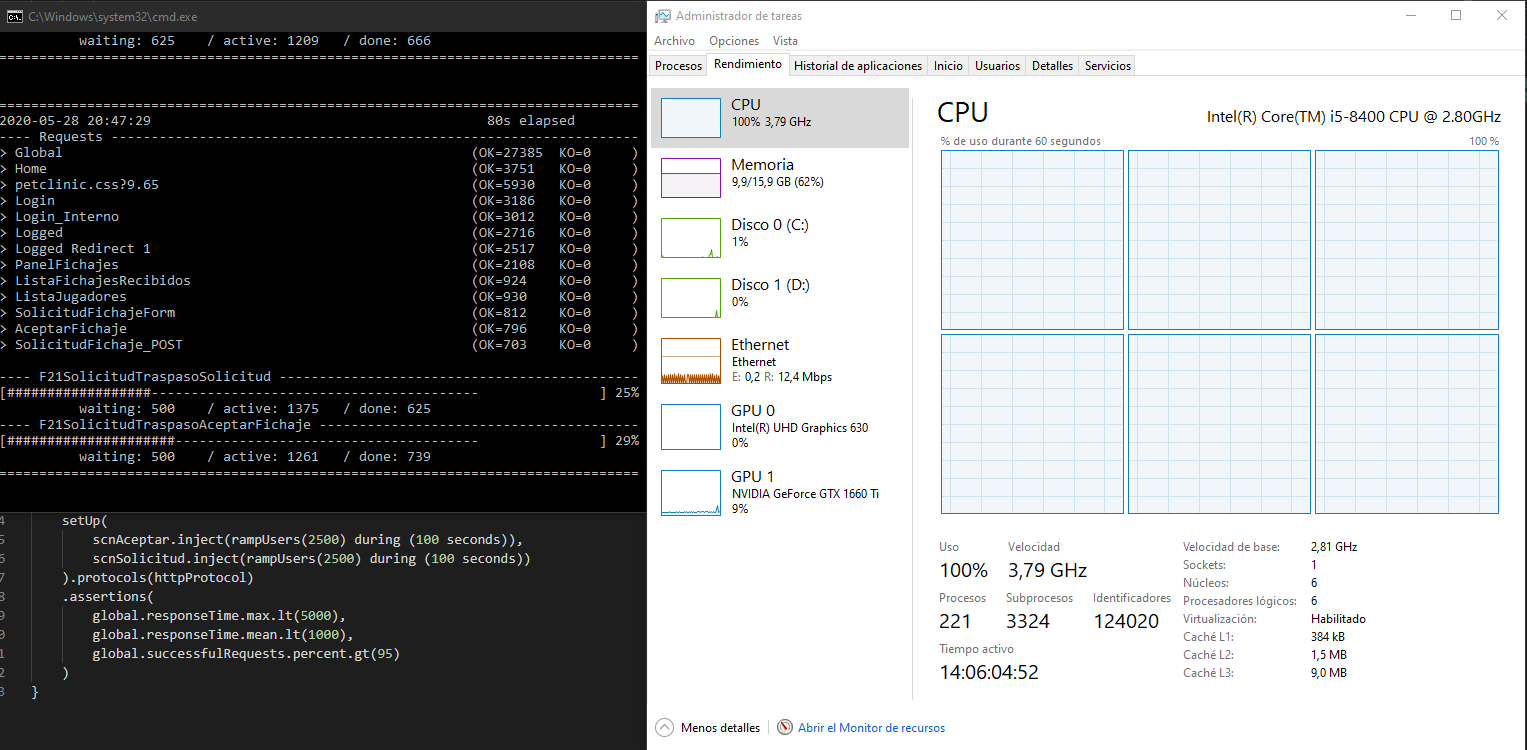 C:\Windows\system32\cmd.exe
waiting: 625 / active: 1209 / done: 666
================================================================================
================================================================================
2020-05-28 20:47:29 80s elapsed
---- Requests ------------------------------------------------------------------
> Global (OK=27385 KO=0 )
> Home (OK=3751 KO=0 )
> petclinic.css?9.65 (OK=5930 KO=0 )
> Login (OK=3186 KO=0 )
> Login_Interno (OK=3012 KO=0 )
> Logged (OK=2716 KO=0 )
> Logged Redirect 1 (OK=2517 KO=0 )
> PanelFichajes (OK=2108 KO=0 )
> ListaFichajesRecibidos (OK=924 KO=0 )
> ListaJugadores (OK=930 KO=0 )
> SolicitudFichajeForm (OK=812 KO=0 )
> AceptarFichaje (OK=796 KO=0 )
> SolicitudFichaje_POST (OK=703 KO=0 )
---- F21SolicitudTraspasoSolicitud ---------------------------------------------
[##################----------------------------------------- ] 25%
waiting: 500 / active: 1375 / done: 625
---- F21SolicitudTraspasoAceptarFichaje ----------------------------------------
[#####################-------------------------------------- ] 29%
waiting: 500 / active: 1261 / done: 739
================================================================================
setUp(
scnAceptar.inject(rampUsers(2500) during (100 seconds)),
scnSolicitud.inject(rampUsers(2500) during (100 seconds))
).protocols(httpProtocol)
.assertions(
global.responseTime.max.lt(5000),
global.responseTime.mean.lt(1000),
global.successfulRequests.percent.gt(95)
)
}
Administrador de tareas
Archivo Opciones Vista
Procesos Rendimiento Historial de aplicaciones Inicio Usuarios Detalles Servicios
CPU
100% 3,79 GHz
Memoria
9,9/15,9 GB (62%)
Disco 0 (C:)
1%
Disco 1 (D:)
0%
Ethernet
Ethernet
E: 0,2 R: 12,4 Mbps
GPU 0
Intel(R) UHD Graphics 630
0%
GPU 1
NVIDIA GeForce GTX 1660 Ti
9%
CPU Intel(R) Core(TM) i5-8400 CPU @ 2.80GHz
% de uso durante 60 segundos 100 %
Uso Velocidad
100% 3,79 GHz
Procesos Subprocesos Identificadores
221 3324 124020
Tiempo activo
14:06:04:52
Velocidad de base: 2,81 GHz
Sockets: 1
Núcleos: 6
Procesadores lógicos: 6
Virtualización: Habilitado
Caché L1: 384 kB
Caché L2: 1,5 MB
Caché L3: 9,0 MB
Menos detalles Abrir el Monitor de recursos